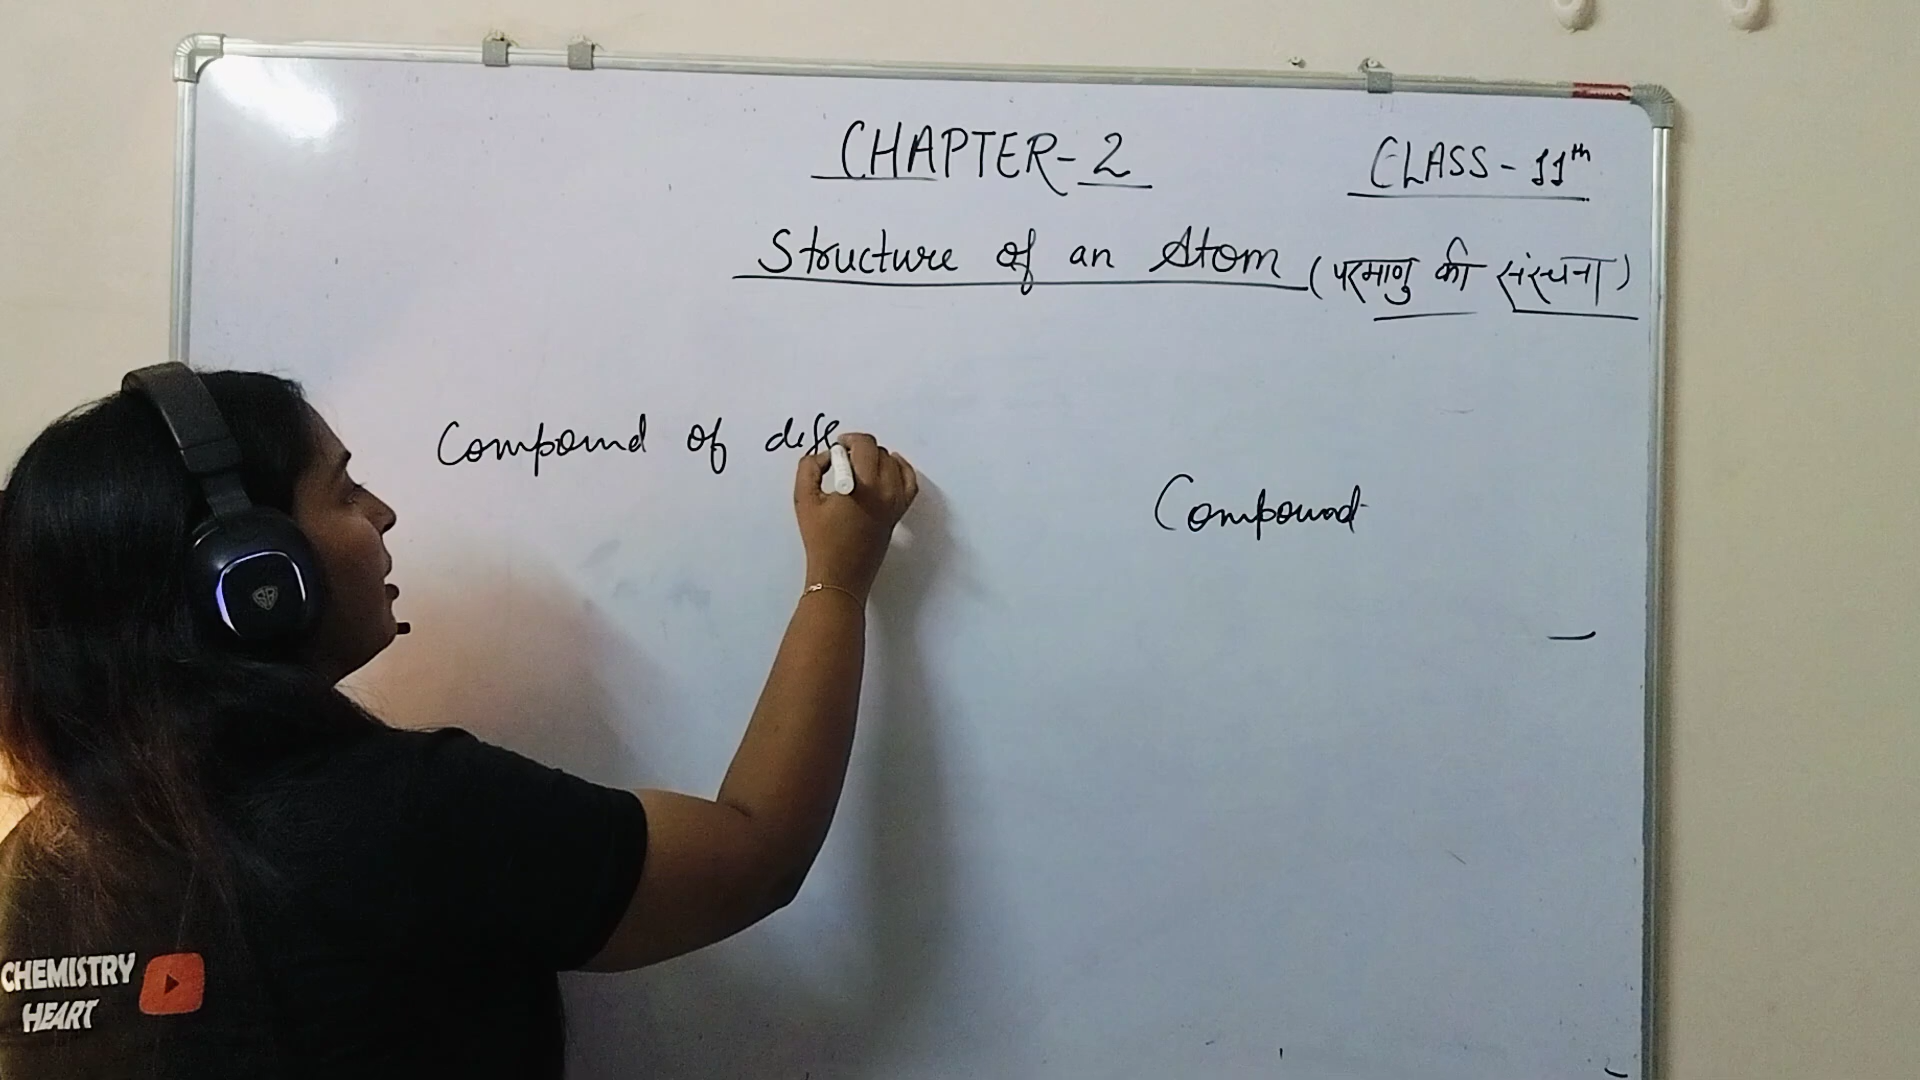 CHAPTER-2
CLASS - 11th
Structure of an Atom (परमाणु की संरचना)
Compound of diff
Compound
CHEMISTRY
HEART